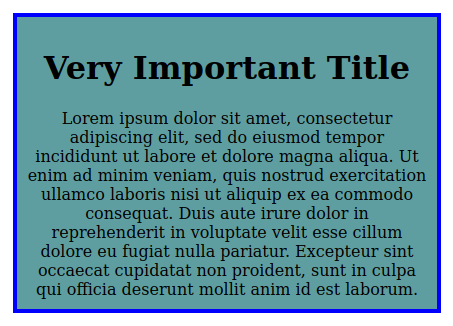 Very Important Title
Lorem ipsum dolor sit amet, consectetur
adipiscing elit, sed do eiusmod tempor
incididunt ut labore et dolore magna aliqua. Ut
enim ad minim veniam, quis nostrud exercitation
ullamco laboris nisi ut aliquip ex ea commodo
consequat. Duis aute irure dolor in
reprehenderit in voluptate velit esse cillum
dolore eu fugiat nulla pariatur. Excepteur sint
occaecat cupidatat non proident, sunt in culpa
qui officia deserunt mollit anim id est laborum.